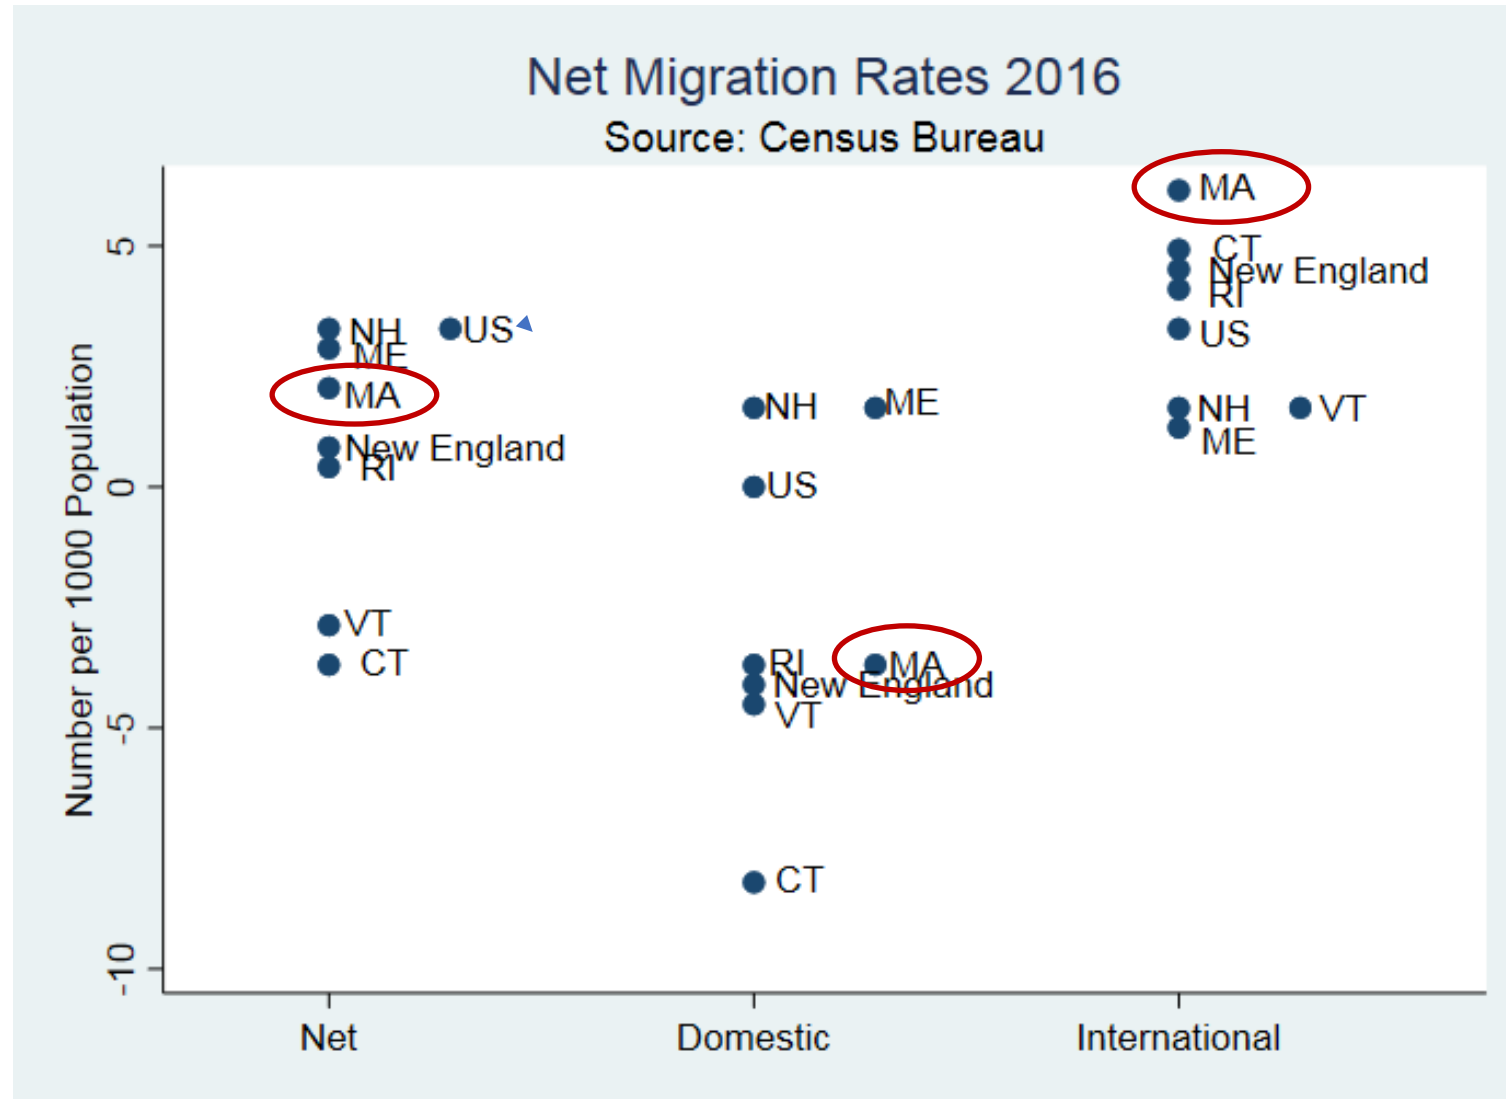 Net Migration Rates 2016
Source: Census Bureau
Number per 1000 Population
5
0
-5
-10
NH
US
ME
MA
New England
RI
VT
CT
NH
ME
US
RI
MA
New England
VT
CT
MA
CT
New England
RI
US
NH
VT
ME
Net
Domestic
International